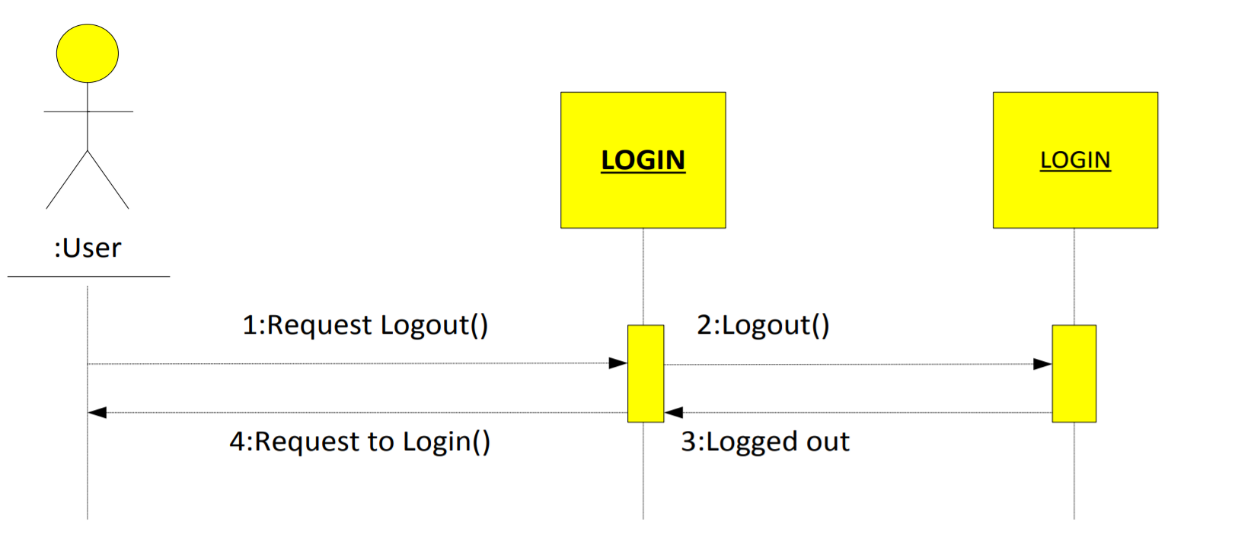 LOGIN
LOGIN
:User
1:Request Logout()
2:Logout()
4:Request to Login()
3:Logged out